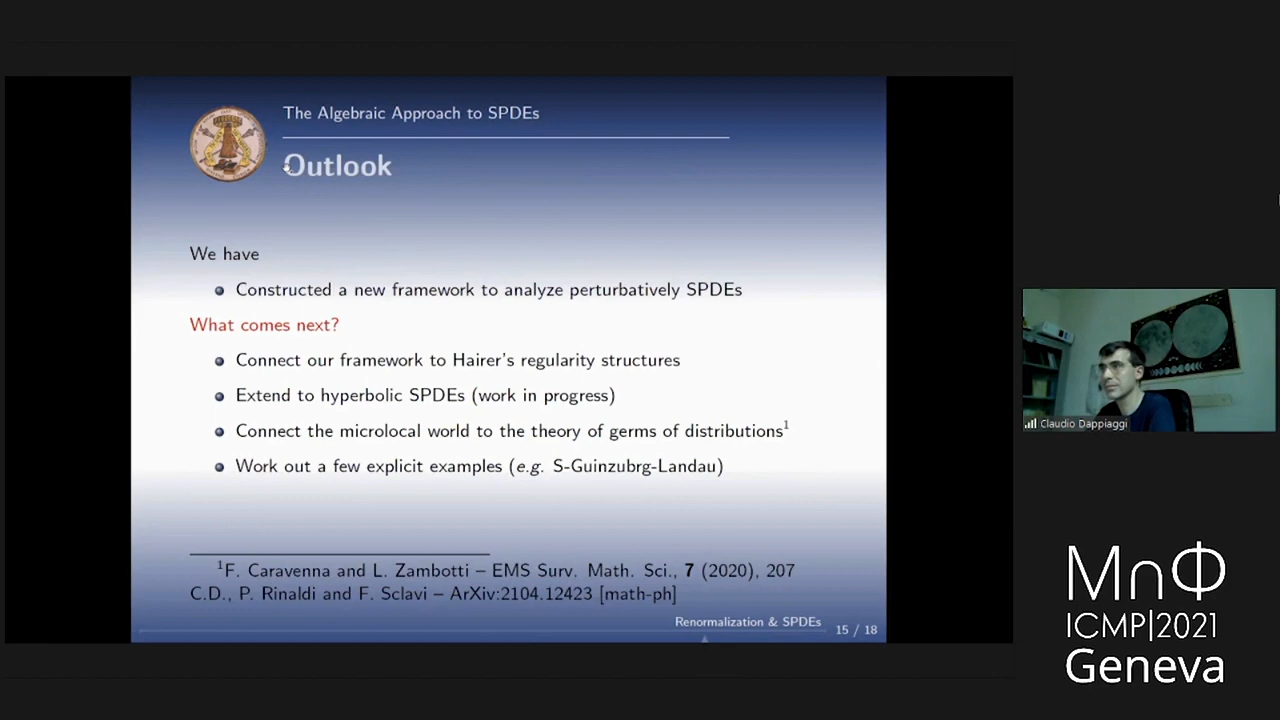 The Algebraic Approach to SPDEs
Outlook
We have
Constructed a new framework to analyze perturbatively SPDEs
What comes next?
Connect our framework to Hairer's regularity structures
Extend to hyperbolic SPDEs (work in progress)
Connect the microlocal world to the theory of germs of distributions¹
Work out a few explicit examples (e.g. S-Guinzubrg-Landau)
¹F. Caravenna and L. Zambotti – EMS Surv. Math. Sci., 7 (2020), 207
C.D., P. Rinaldi and F. Sclavi – ArXiv:2104.12423 [math-ph]
Renormalization & SPDEs
15 / 18
Claudio Dappiaggi
MпΦ
ICMP|2021
Geneva